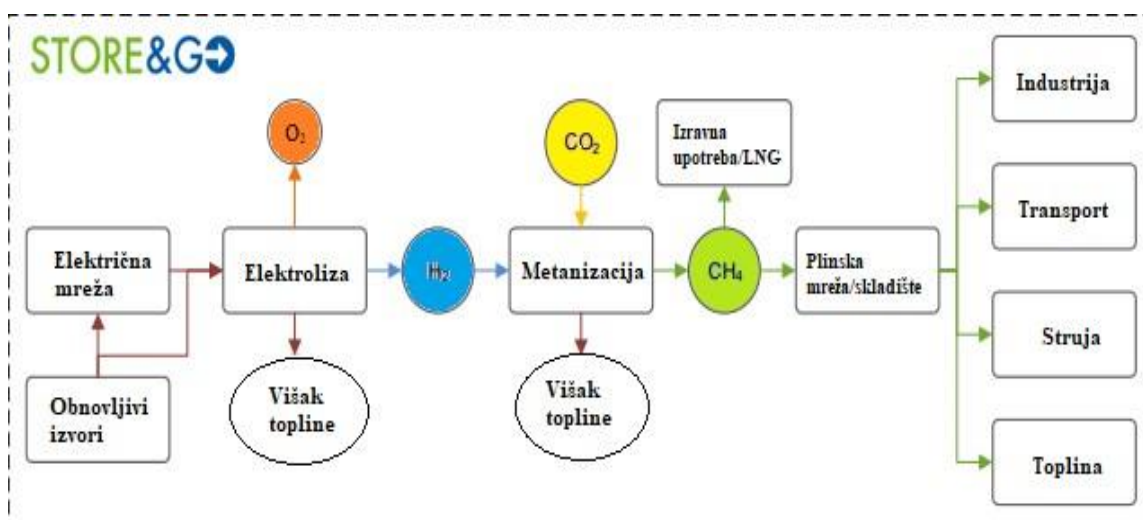 STORE&GO
Industrija
O₂
CO₂
Izravna
upotreba/LNG
Transport
Električna
mreža
Elektroliza
H₂
Metanizacija
CH₄
Plinska
mreža/skladište
Struja
Obnovljivi
izvori
Višak
topline
Višak
topline
Toplina